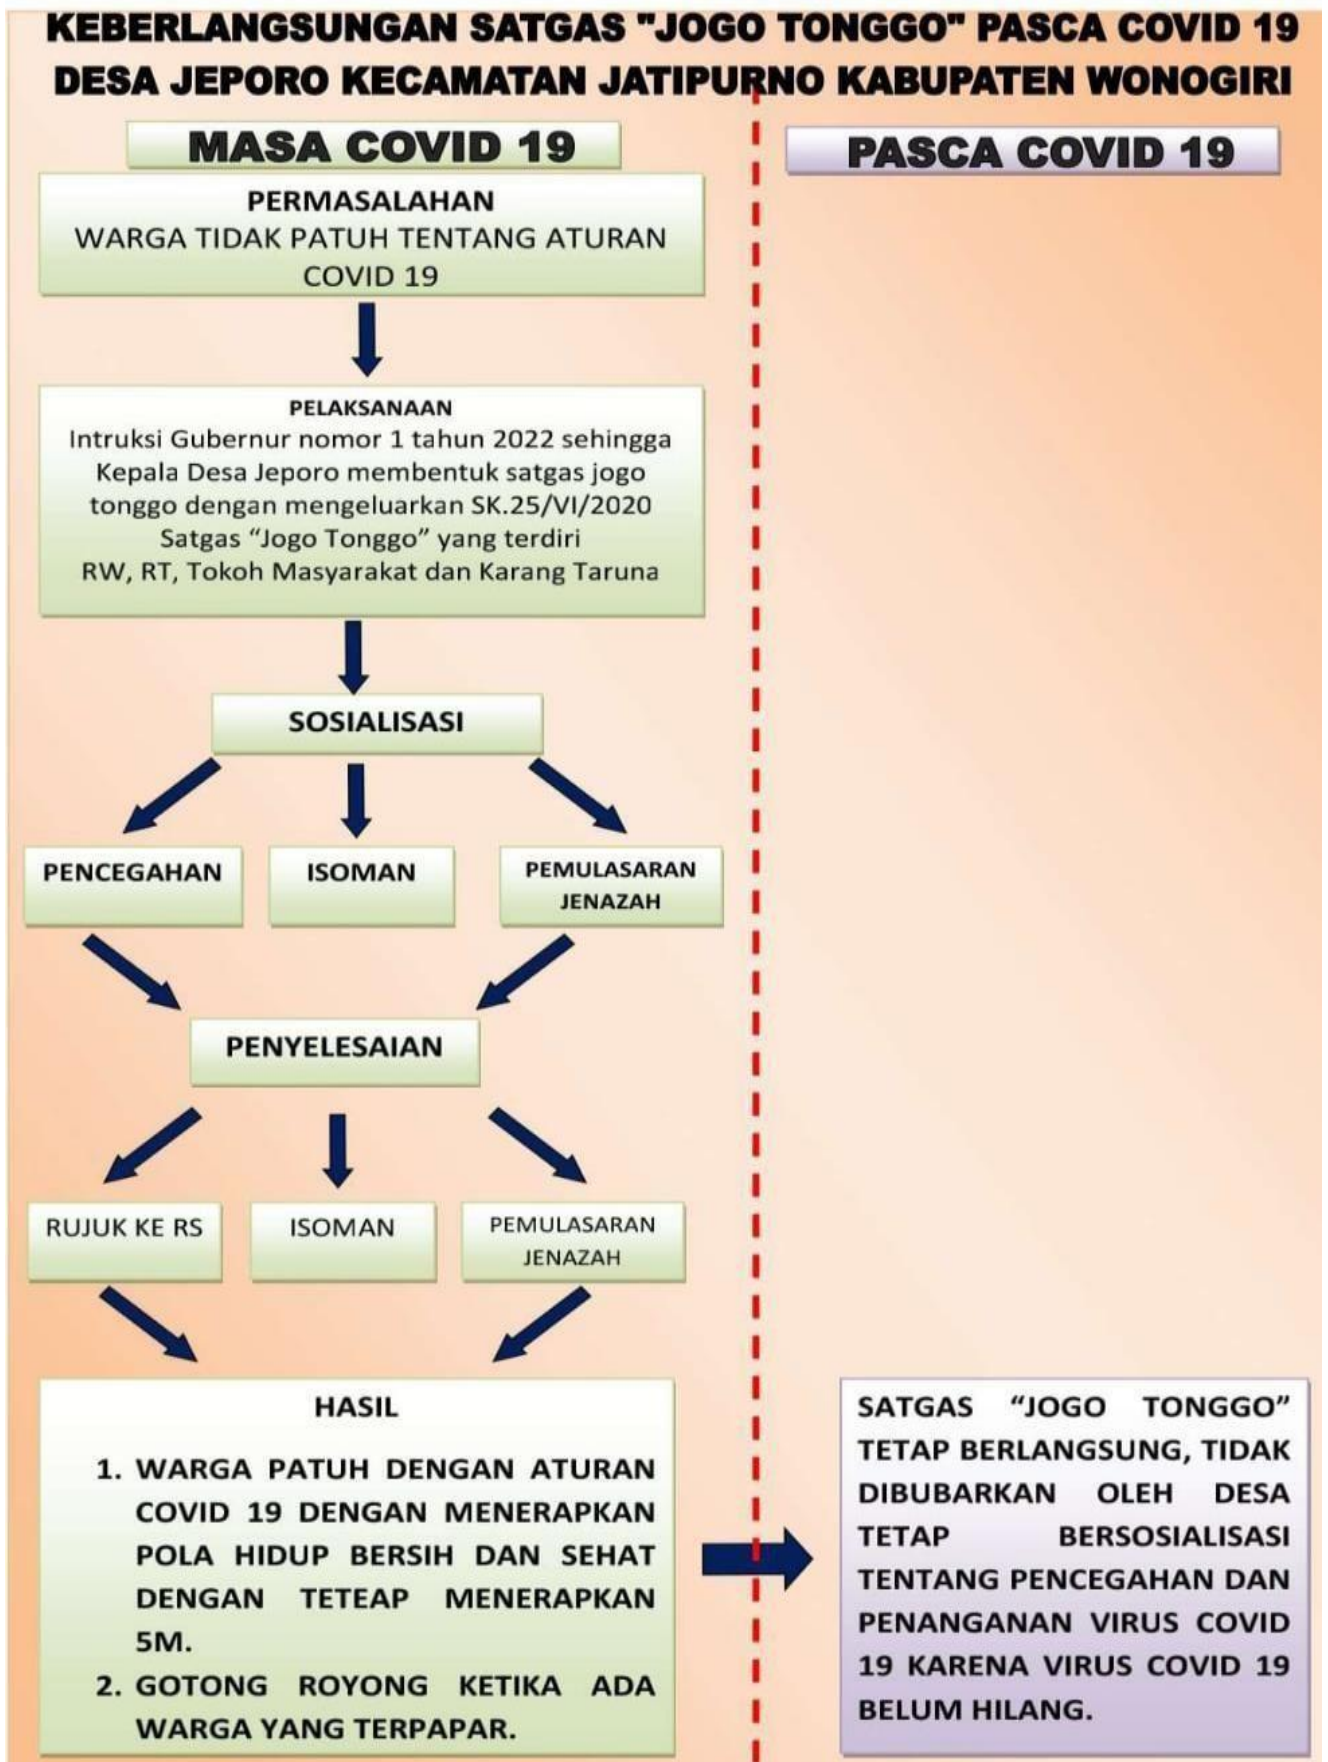 KEBERLANGSUNGAN SATGAS "JOGO TONGGO" PASCA COVID 19
DESA JEPORO KECAMATAN JATIPURNO KABUPATEN WONOGIRI
MASA COVID 19
PERMASALAHAN
WARGA TIDAK PATUH TENTANG ATURAN
COVID 19
PELAKSANAAN
Intruksi Gubernur nomor 1 tahun 2022 sehingga
Kepala Desa Jeporo membentuk satgas jogo
tonggo dengan mengeluarkan SK.25/VI/2020
Satgas “Jogo Tonggo” yang terdiri
RW, RT, Tokoh Masyarakat dan Karang Taruna
SOSIALISASI
PENCEGAHAN
ISOMAN
PEMULASARAN
JENAZAH
PENYELESAIAN
RUJUK KE RS
ISOMAN
PEMULASARAN
JENAZAH
HASIL
1. WARGA PATUH DENGAN ATURAN
COVID 19 DENGAN MENERAPKAN
POLA HIDUP BERSIH DAN SEHAT
DENGAN TETEAP MENERAPKAN
5M.
2. GOTONG ROYONG KETIKA ADA
WARGA YANG TERPAPAR.
PASCA COVID 19
SATGAS “JOGO TONGGO”
TETAP BERLANGSUNG, TIDAK
DIBUBARKAN OLEH DESA
TETAP BERSOSIALISASI
TENTANG PENCEGAHAN DAN
PENANGANAN VIRUS COVID
19 KARENA VIRUS COVID 19
BELUM HILANG.